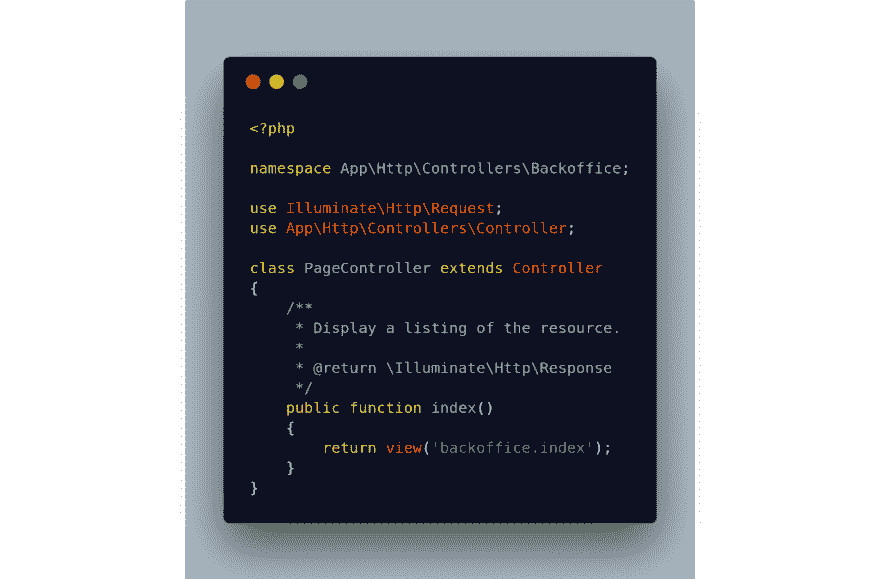 <?php
namespace App\Http\Controllers\Backoffice;
use Illuminate\Http\Request;
use App\Http\Controllers\Controller;
class PageController extends Controller
{
    /**
     * Display a listing of the resource.
     *
     * @return \Illuminate\Http\Response
     */
    public function index()
    {
        return view('backoffice.index');
    }
}